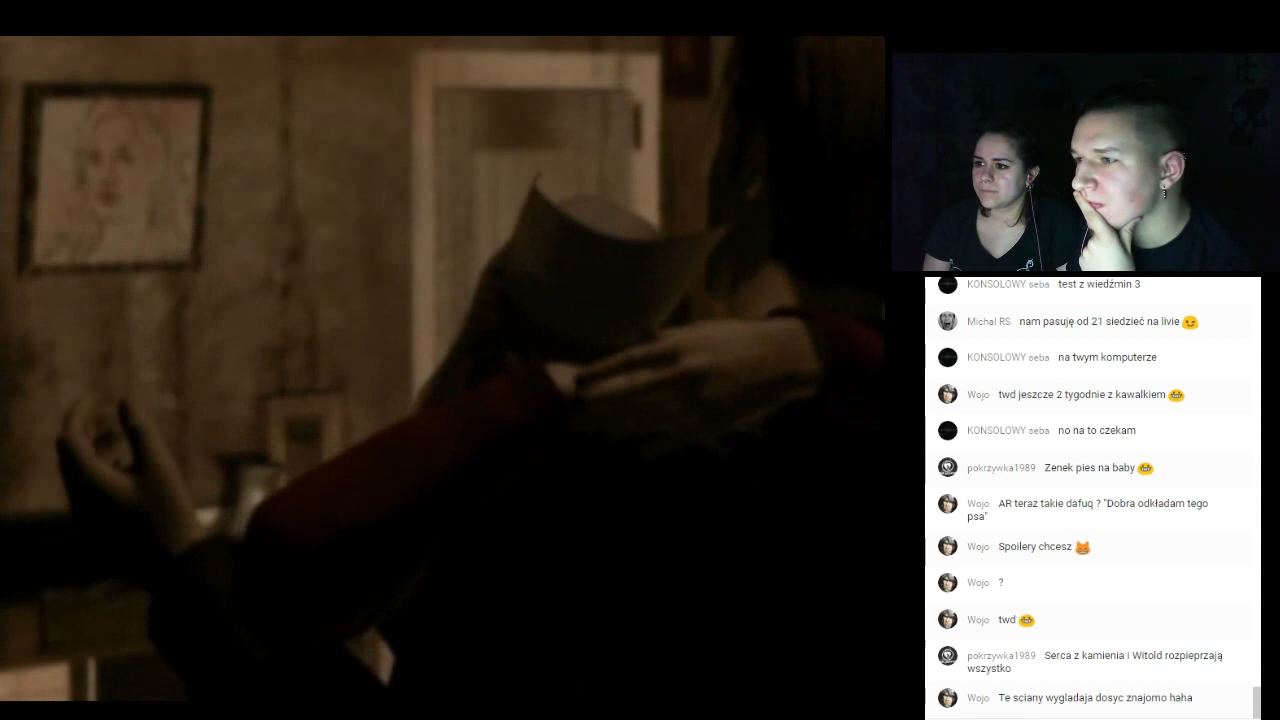 KONSOLOWY seba test z wiedźmin 3
Michal RS nam pasuję od 21 siedzieć na livie
KONSOLOWY seba na twym komputerze
Wojo twd jeszcze 2 tygodnie z kawalkiem
KONSOLOWY seba no na to czekam
pokrzywka1989 Zenek pies na baby
Wojo AR teraz takie dafuq ? "Dobra odkładam tego
psa"
Wojo Spoilery chcesz
Wojo ?
Wojo twd
pokrzywka1989 Serca z kamienia i Witold rozpieprzają
wszystko
Wojo Te sciany wygladaja dosyc znajomo haha